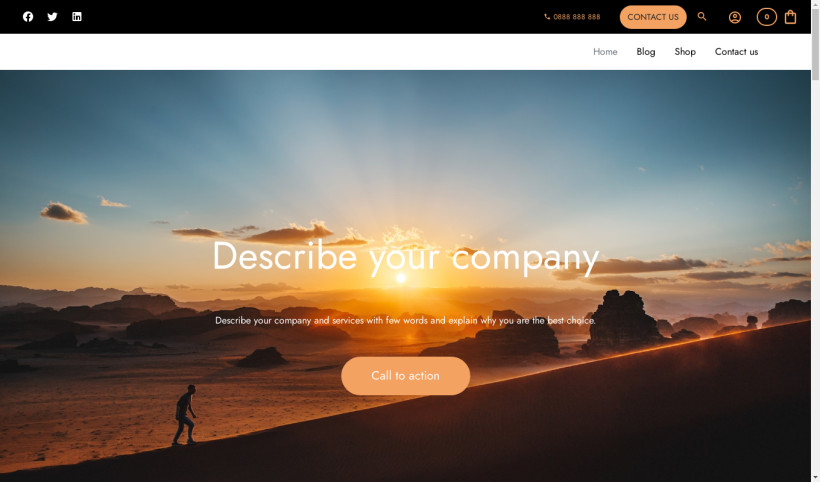 0888 888 888
CONTACT US
0
Home
Blog
Shop
Contact us
Describe your company
Describe your company and services with few words and explain why you are the best choice.
Call to action